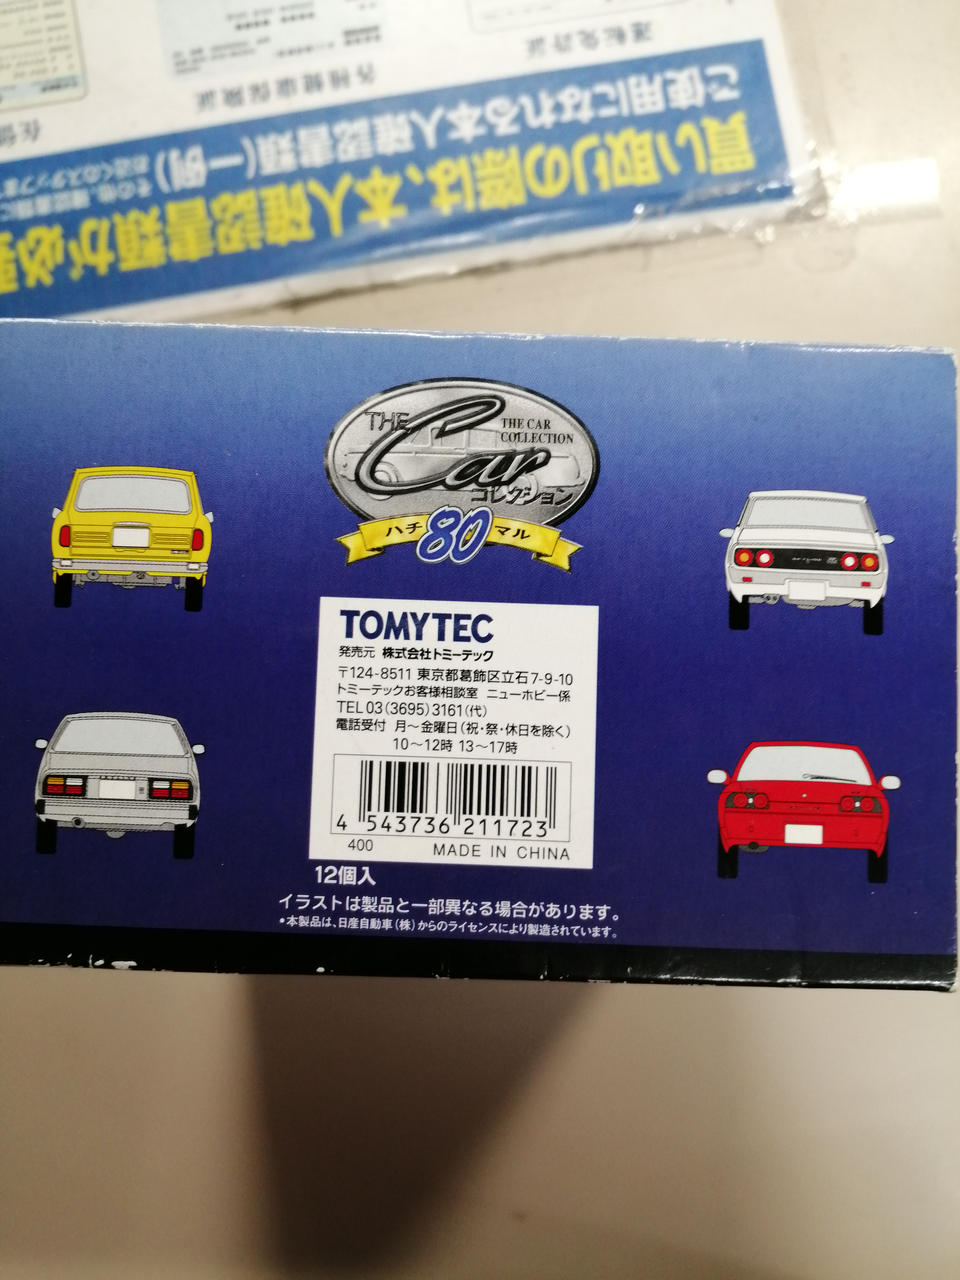 運転免許証
各種健康保険証
ご使用になれる本人確認書類(一例)
買い取りの際は、本人確認書類が必要
THE
Car
THE CAR
COLLECTION
コレクション
ハチ
80
マル
TOMYTEC
発売元 株式会社トミーテック
〒124-8511 東京都葛飾区立石7-9-10
トミーテックお客様相談室 ニューホビー係
TEL 03(3695)3161(代)
電話受付 月〜金曜日(祝・祭・休日を除く)
10〜12時 13〜17時
4 543736 211723
400
MADE IN CHINA
12個入
イラストは製品と一部異なる場合があります。
•本製品は、日産自動車(株)からのライセンスにより製造されています。